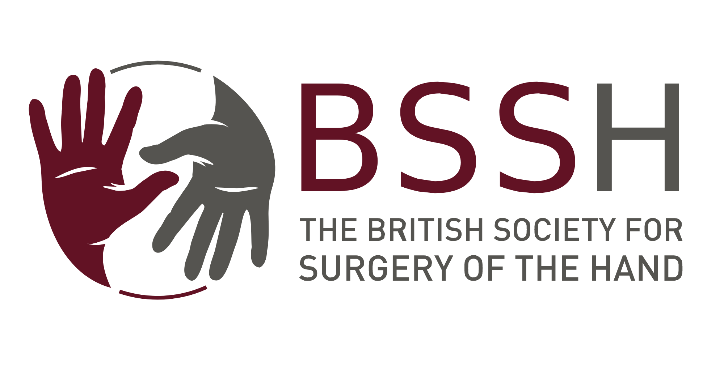 BSSH
THE BRITISH SOCIETY FOR
SURGERY OF THE HAND